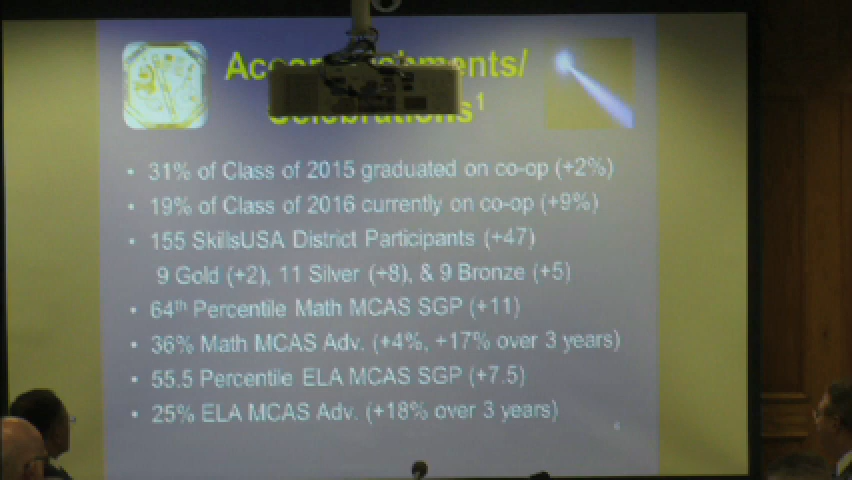 31% of Class of 2015 graduated on co-op (+2%)
19% of Class of 2016 currently on co-op (+9%)
155 SkillsUSA District Participants (+47)
9 Gold (+2), 11 Silver (+8), & 9 Bronze (+5)
64th Percentile Math MCAS SGP (+11)
36% Math MCAS Adv. (+4%, +17% over 3 years)
55.5 Percentile ELA MCAS SGP (+7.5)
25% ELA MCAS Adv. (+18% over 3 years)